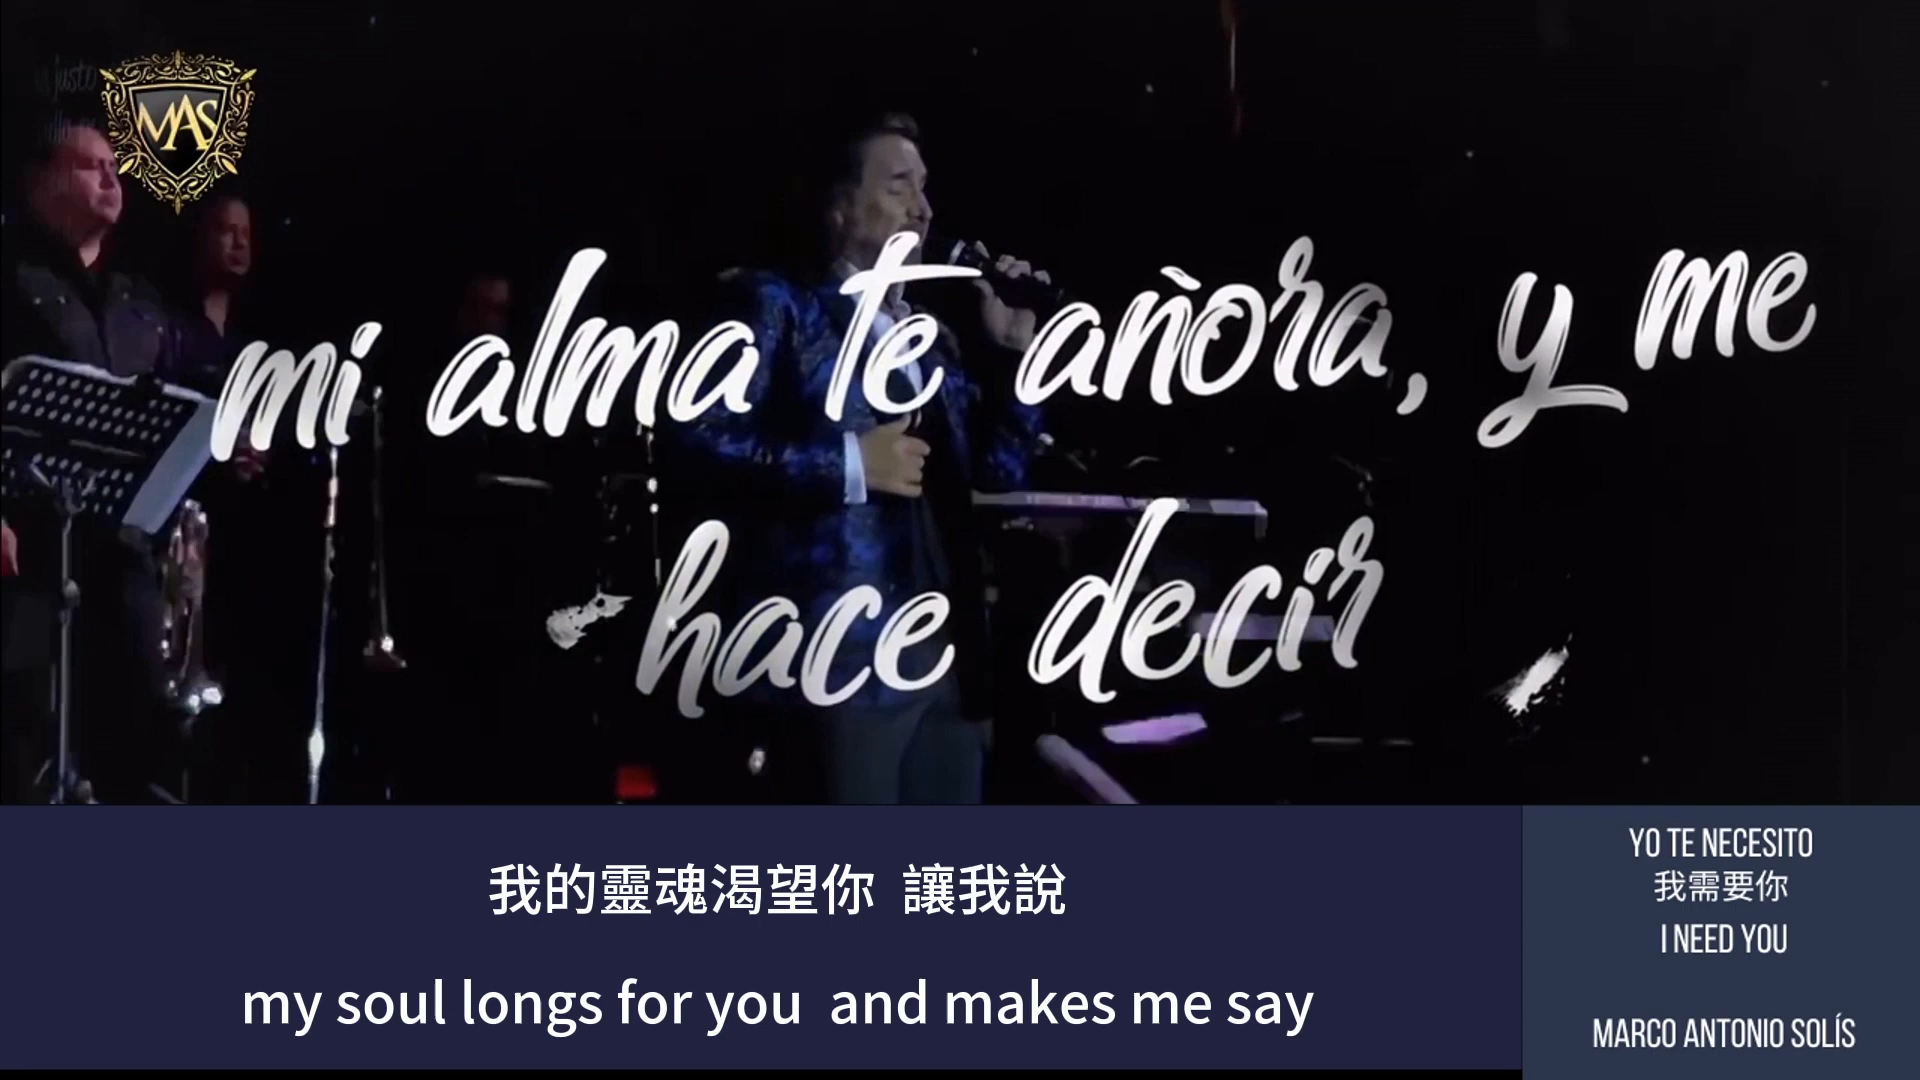 justo
MAS
mi alma te añora, y me
hace decir
我的靈魂渴望你 讓我說
my soul longs for you and makes me say
YO TE NECESITO
我需要你
I NEED YOU
MARCO ANTONIO SOLÍS